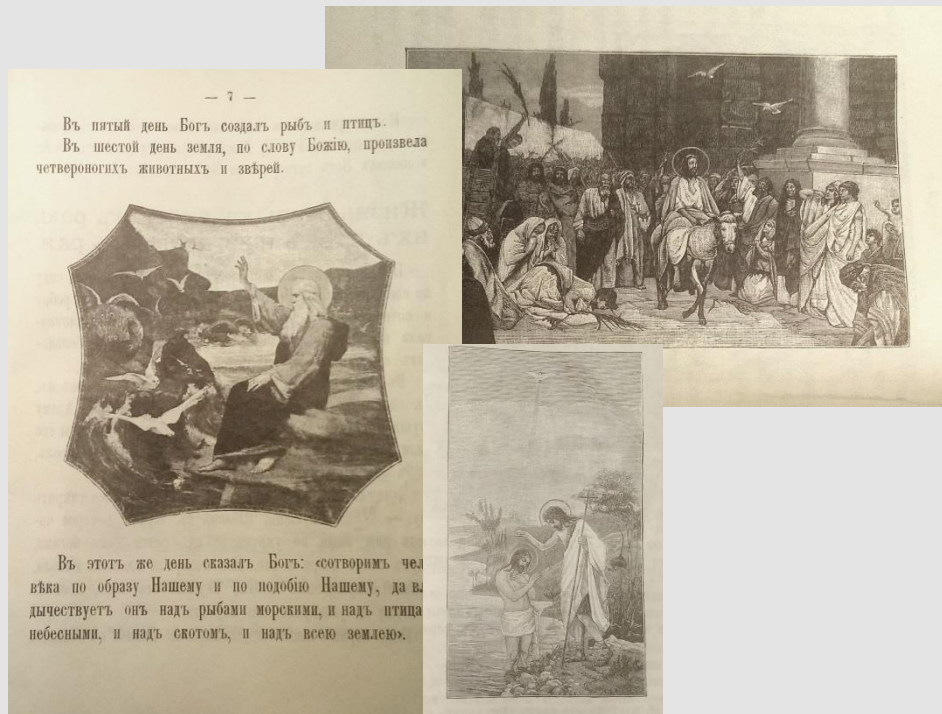 — 7 —
Въ пятый день Богъ создалъ рыбъ и птицъ.
Въ шестой день земля, по слову Божію, произвела
четвероногихъ животныхъ и звѣрей.
Въ этотъ же день сказалъ Богъ: «сотворимъ чел
вѣка по образу Нашему и по подобію Нашему, да вл
дычествуетъ онъ надъ рыбами морскими, и надъ птица
небесными, и надъ скотомъ, и надъ всею землею».